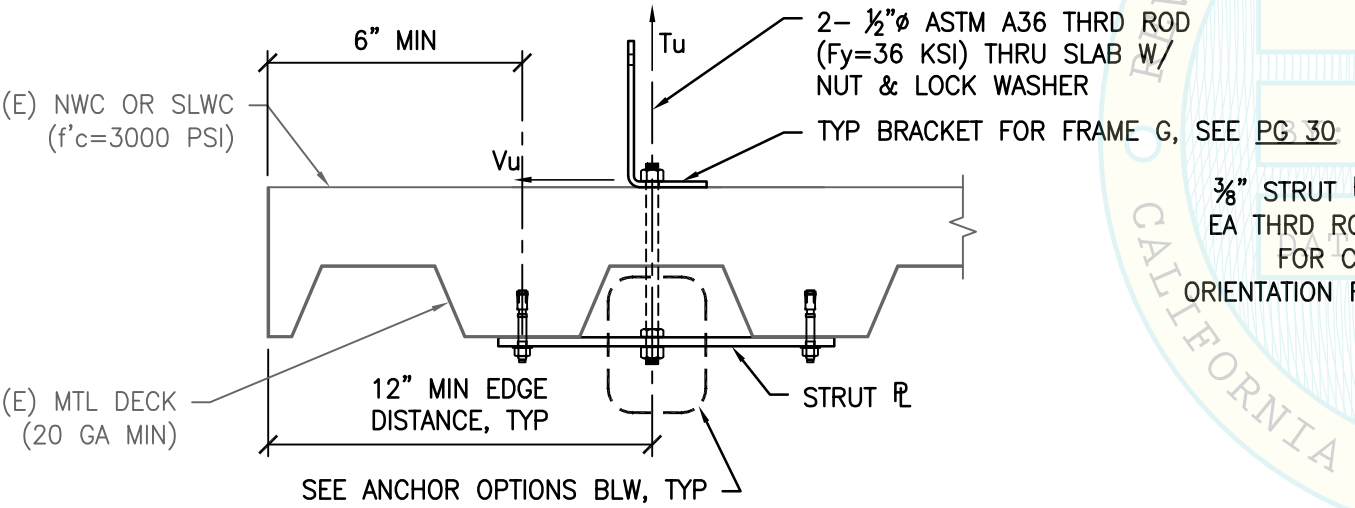 6" MIN
Tu
2– ½"ø ASTM A36 THRD ROD
(Fy=36 KSI) THRU SLAB W/
NUT & LOCK WASHER
(E) NWC OR SLWC
(f'c=3000 PSI)
TYP BRACKET FOR FRAME G, SEE PG 30
Vu
⅜" STRUT
EA THRD
FOR
ORIENTATION
(E) MTL DECK
(20 GA MIN)
12" MIN EDGE
DISTANCE, TYP
STRUT ⅊
SEE ANCHOR OPTIONS BLW, TYP
CALIFORNIA